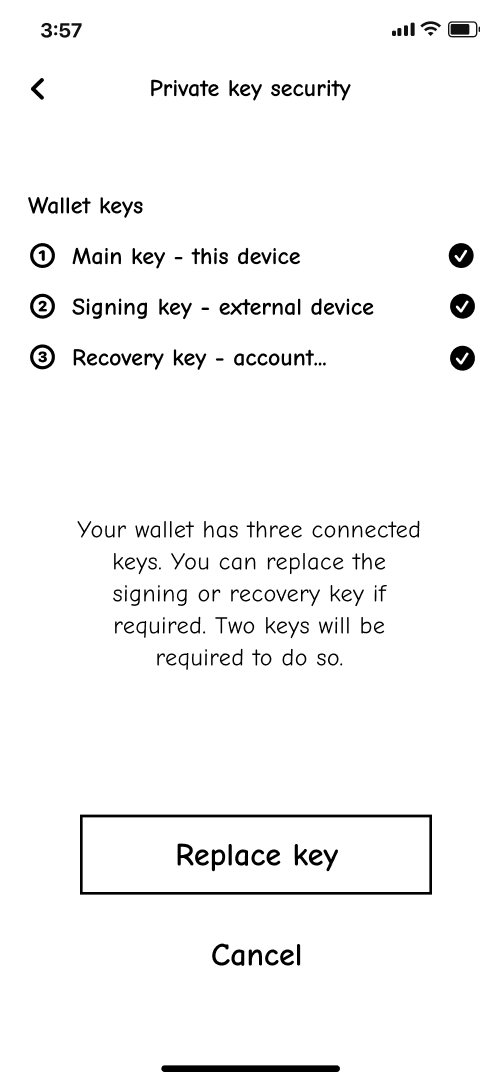 3:57
Private key security
Wallet keys
1 Main key - this device
2 Signing key - external device
3 Recovery key - account...
Your wallet has three connected
keys. You can replace the
signing or recovery key if
required. Two keys will be
required to do so.
Replace key
Cancel